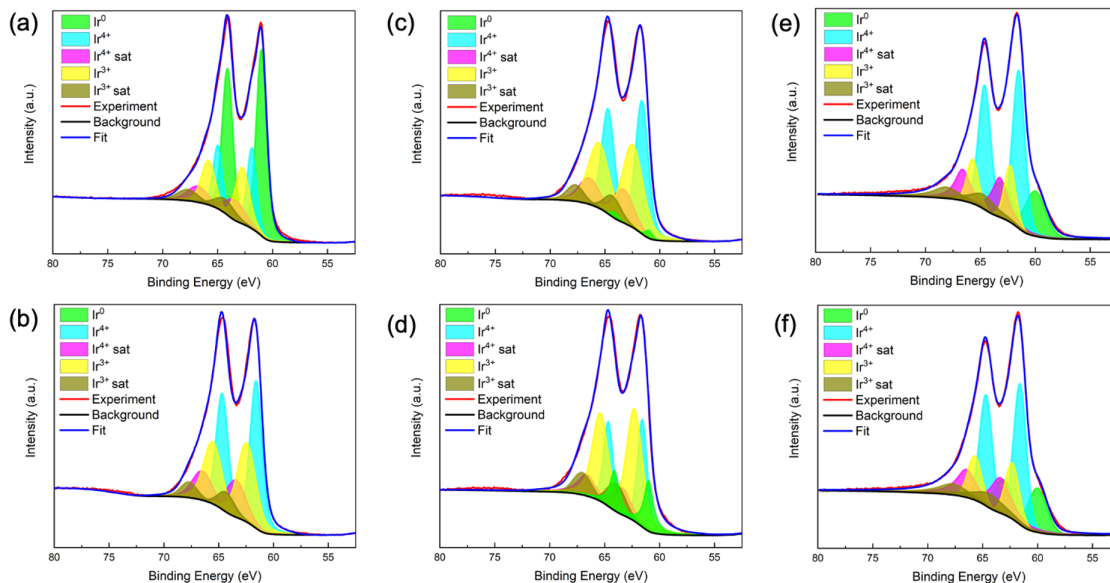 (a)
Ir⁰
Ir⁴⁺
Ir⁴⁺ sat
Ir³⁺
Ir³⁺ sat
Experiment
Background
Fit
Intensity (a.u.)
80 75 70 65 60 55
Binding Energy (eV)
(c)
Ir⁰
Ir⁴⁺
Ir⁴⁺ sat
Ir³⁺
Ir³⁺ sat
Experiment
Background
Fit
Intensity (a.u.)
80 75 70 65 60 55
Binding Energy (eV)
(e)
Ir⁰
Ir⁴⁺
Ir⁴⁺ sat
Ir³⁺
Ir³⁺ sat
Experiment
Background
Fit
Intensity (a.u.)
80 75 70 65 60 55
Binding Energy (eV)
(b)
Ir⁰
Ir⁴⁺
Ir⁴⁺ sat
Ir³⁺
Ir³⁺ sat
Experiment
Background
Fit
Intensity (a.u.)
80 75 70 65 60 55
Binding Energy (eV)
(d)
Ir⁰
Ir⁴⁺
Ir⁴⁺ sat
Ir³⁺
Ir³⁺ sat
Experiment
Background
Fit
Intensity (a.u.)
80 75 70 65 60 55
Binding Energy (eV)
(f)
Ir⁰
Ir⁴⁺
Ir⁴⁺ sat
Ir³⁺
Ir³⁺ sat
Experiment
Background
Fit
Intensity (a.u.)
80 75 70 65 60 55
Binding Energy (eV)